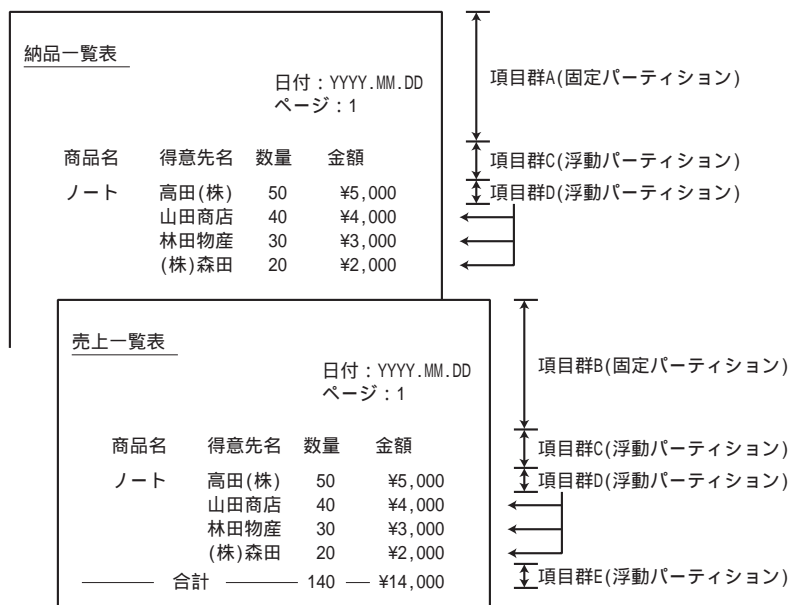 納品一覧表
日付：YYYY.MM.DD
ページ：1
項目群A(固定パーティション)
商品名 得意先名 数量 金額
項目群C(浮動パーティション)
ノート 高田(株) 50 ¥5,000
項目群D(浮動パーティション)
山田商店 40 ¥4,000
林田物産 30 ¥3,000
(株)森田 20 ¥2,000
売上一覧表
日付：YYYY.MM.DD
ページ：1
項目群B(固定パーティション)
商品名 得意先名 数量 金額
項目群C(浮動パーティション)
ノート 高田(株) 50 ¥5,000
項目群D(浮動パーティション)
山田商店 40 ¥4,000
林田物産 30 ¥3,000
(株)森田 20 ¥2,000
合計 140 ¥14,000
項目群E(浮動パーティション)